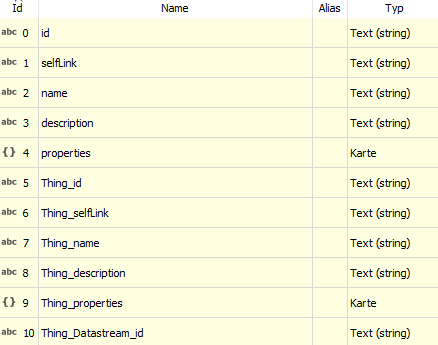 Id Name Alias Typ
abc 0 id Text (string)
abc 1 selfLink Text (string)
abc 2 name Text (string)
abc 3 description Text (string)
{} 4 properties Karte
abc 5 Thing_id Text (string)
abc 6 Thing_selfLink Text (string)
abc 7 Thing_name Text (string)
abc 8 Thing_description Text (string)
{} 9 Thing_properties Karte
abc 10 Thing_Datastream_id Text (string)